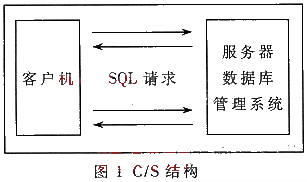 客户机
SQL 请求
服务器
数据库
管理系统
图 1 C/S 结构